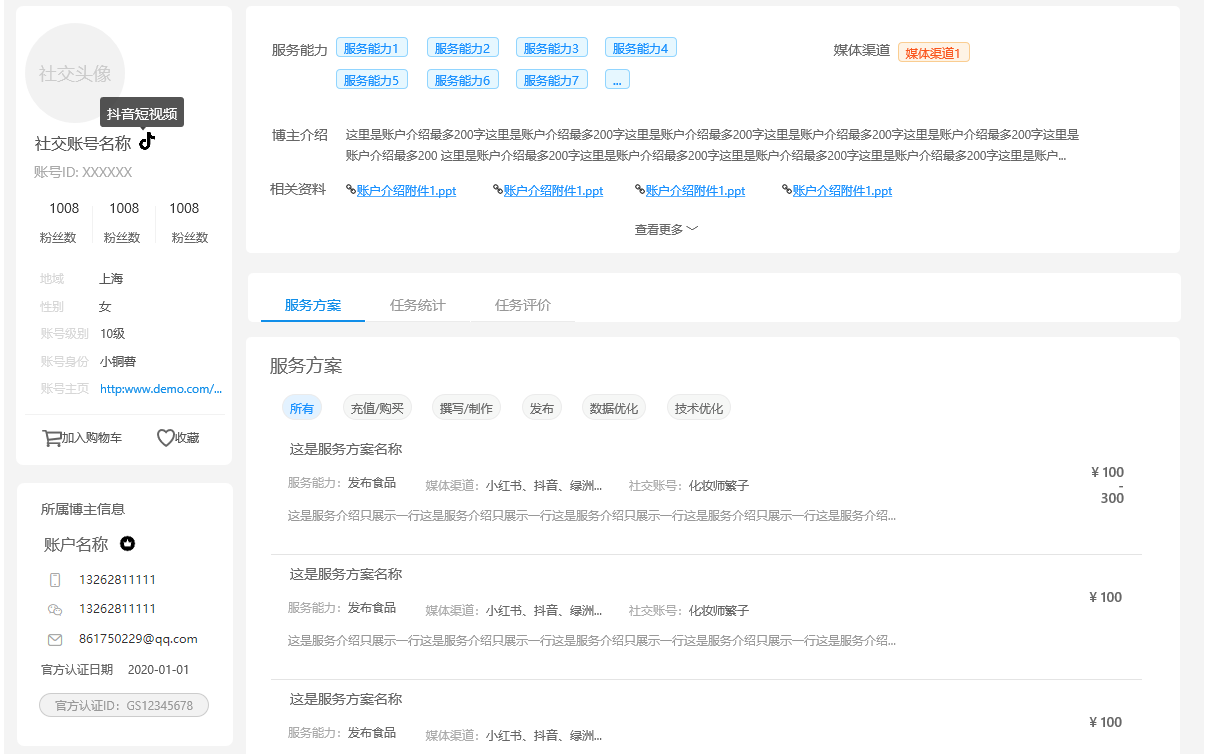 社交头像
抖音短视频
社交账号名称
账号ID: XXXXXX
1008 1008 1008
粉丝数 粉丝数 粉丝数
地域 上海
性别 女
账号级别 10级
账号身份 小铜替
账号主页 http:www.demo.com/...
加入购物车 收藏
所属博主信息
账户名称
13262811111
13262811111
861750229@qq.com
官方认证日期 2020-01-01
官方认证ID: GS12345678
服务能力 服务能力1 服务能力2 服务能力3 服务能力4
服务能力5 服务能力6 服务能力7 ...
媒体渠道 媒体渠道1
博主介绍 这里是账户介绍最多200字这里是账户介绍最多200字这里是账户介绍最多200字这里是账户介绍最多200字这里是账户介绍最多200字这里是
账户介绍最多200 这里是账户介绍最多200字这里是账户介绍最多200字这里是账户介绍最多200字这里是账户介绍最多200字这里是账户...
相关资料 账户介绍附件1.ppt 账户介绍附件1.ppt 账户介绍附件1.ppt 账户介绍附件1.ppt
查看更多
服务方案 任务统计 任务评价
服务方案
所有 充值/购买 撰写/制作 发布 数据优化 技术优化
这是服务方案名称
服务能力: 发布食品 媒体渠道: 小红书、抖音、绿洲... 社交账号: 化妆师繁子
¥ 100
-
300
这是服务介绍只展示一行这是服务介绍只展示一行这是服务介绍只展示一行这是服务介绍只展示一行这是服务介绍...
这是服务方案名称
服务能力: 发布食品 媒体渠道: 小红书、抖音、绿洲... 社交账号: 化妆师繁子
¥ 100
这是服务介绍只展示一行这是服务介绍只展示一行这是服务介绍只展示一行这是服务介绍只展示一行这是服务介绍...
这是服务方案名称
¥ 100
服务能力: 发布食品 媒体渠道: 小红书、抖音、绿洲...